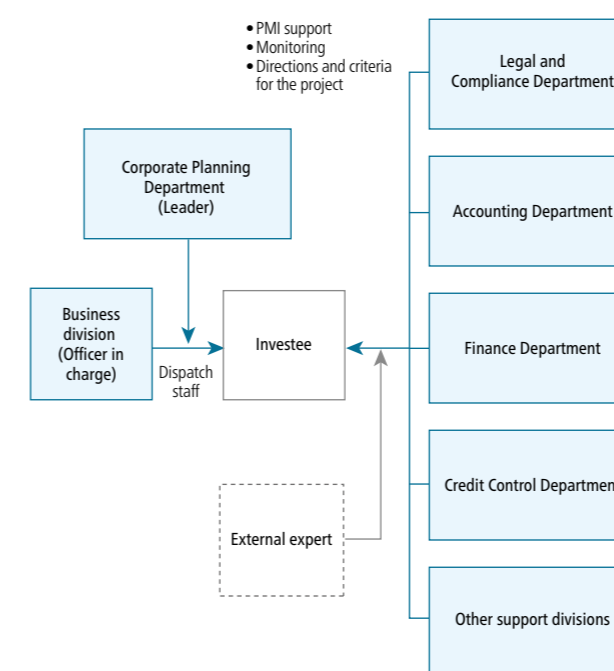 • PMI support
• Monitoring
• Directions and criteria
for the project
Legal and
Compliance Department
Corporate Planning
Department
(Leader)
Accounting Department
Business
division
(Officer in
charge)
Dispatch
staff
Investee
Finance Department
Credit Control Departmen
External expert
Other support divisions